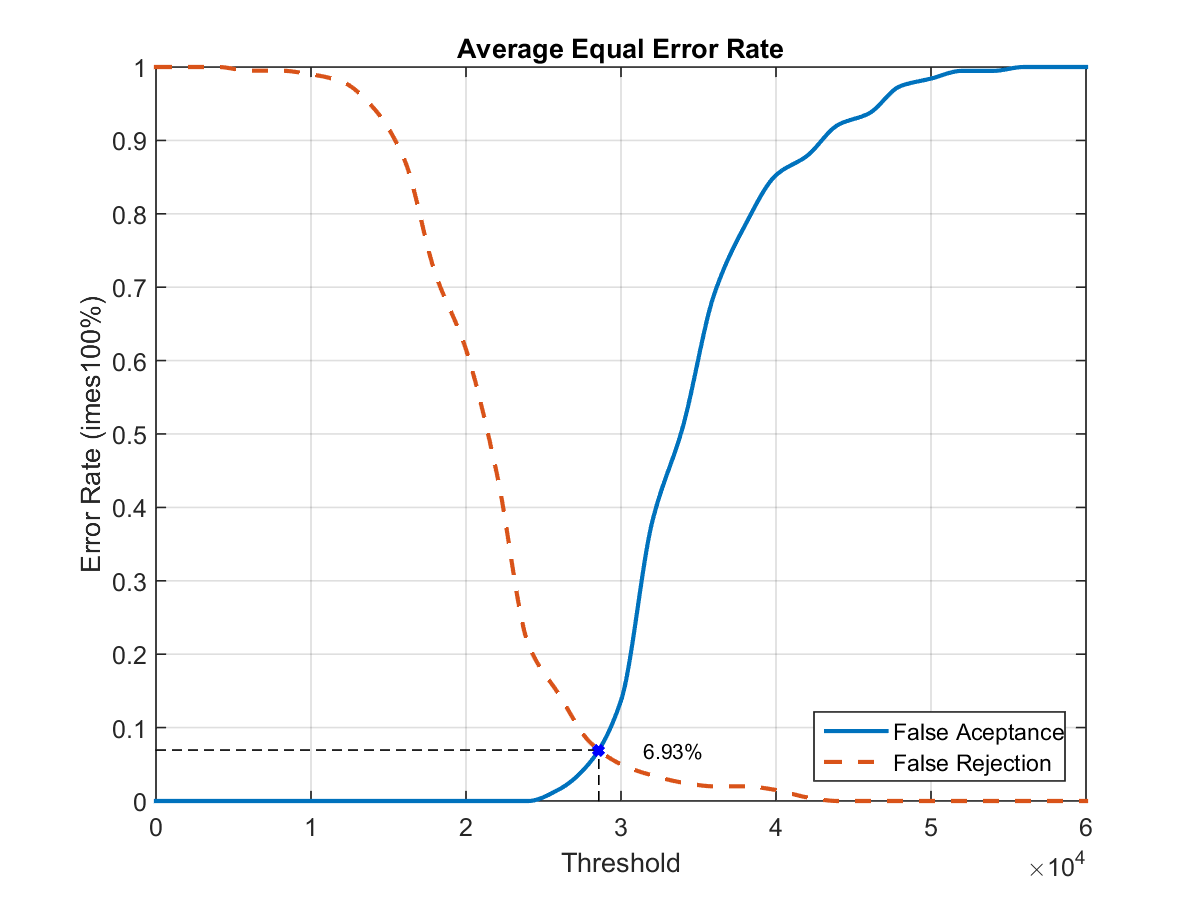 Average Equal Error Rate
1
0.9
0.8
0.7
0.6
0.5
0.4
0.3
0.2
0.1
0
Error Rate (imes100%)
6.93%
False Aceptance
False Rejection
0 1 2 3 4 5 6
Threshold
×10^4